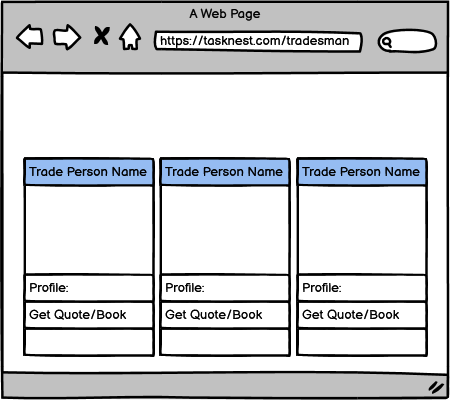 A Web Page
https://tasknest.com/tradesman
Trade Person Name
Trade Person Name
Trade Person Name
Profile:
Profile:
Profile:
Get Quote/Book
Get Quote/Book
Get Quote/Book